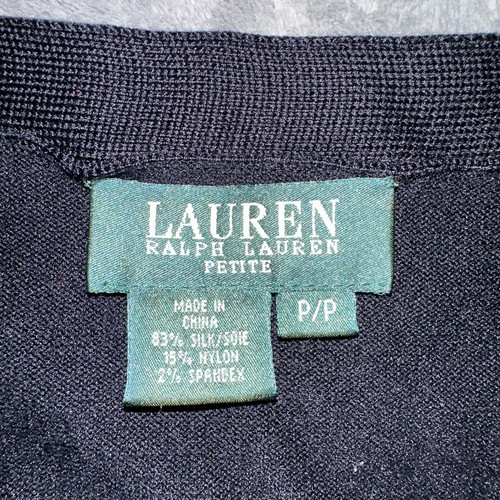 LAUREN
RALPH LAUREN
PETITE
P/P
MADE IN
CHINA
83% SILK/SOIE
15% NYLON
2% SPANDEX